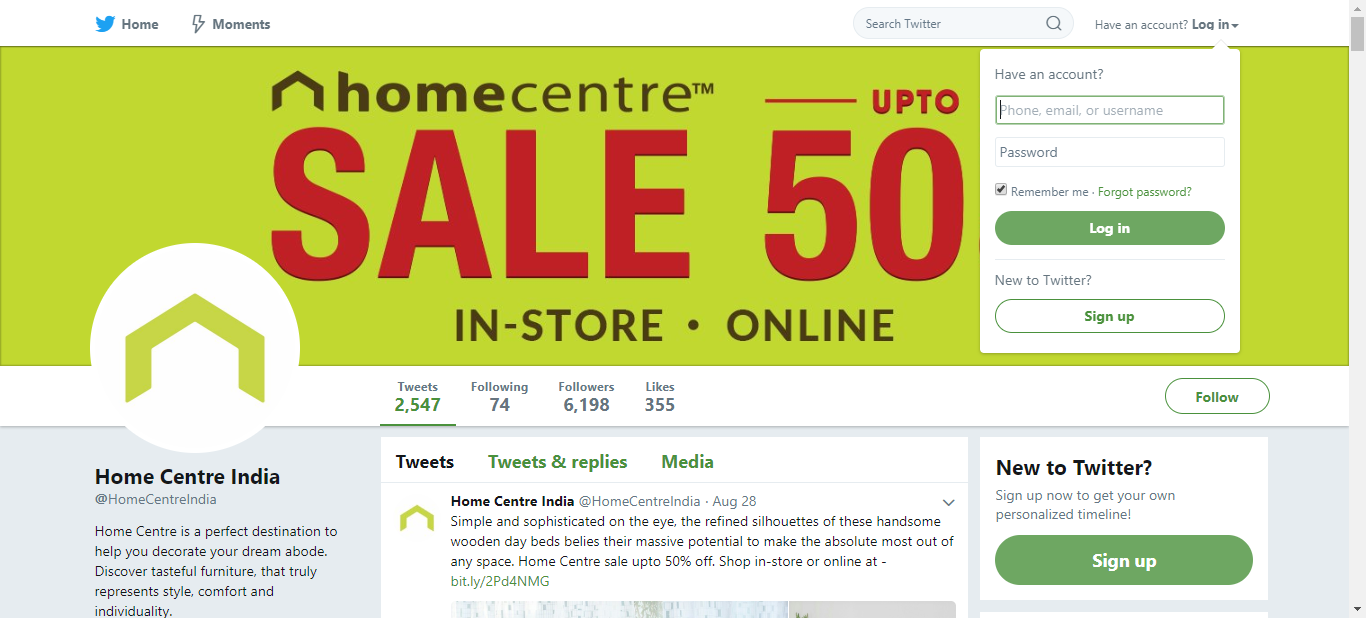 Home
Moments
Search Twitter
Have an account? Log in
homecentre™
UPTO
SALE 50
IN-STORE • ONLINE
Have an account?
Phone, email, or username
Password
Remember me · Forgot password?
Log in
New to Twitter?
Sign up
Tweets
2,547
Following
74
Followers
6,198
Likes
355
Follow
Home Centre India
@HomeCentreIndia
Home Centre is a perfect destination to
help you decorate your dream abode.
Discover tasteful furniture, that truly
represents style, comfort and
individuality.
Tweets
Tweets & replies
Media
Home Centre India @HomeCentreIndia · Aug 28
Simple and sophisticated on the eye, the refined silhouettes of these handsome
wooden day beds belies their massive potential to make the absolute most out of
any space. Home Centre sale upto 50% off. Shop in-store or online at -
bit.ly/2Pd4NMG
New to Twitter?
Sign up now to get your own
personalized timeline!
Sign up